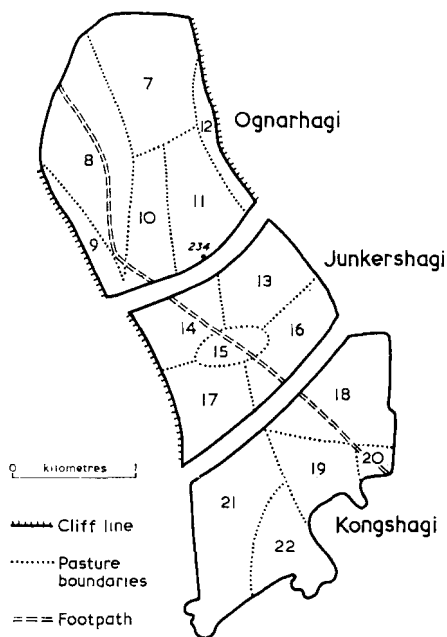 7
Ognarhagi
12
8
11
10
9
234
Junkershagi
13
14
16
15
17
18
20
19
0 kilometres 1
21
Kongshagi
22
Cliff line
Pasture
boundaries
Footpath